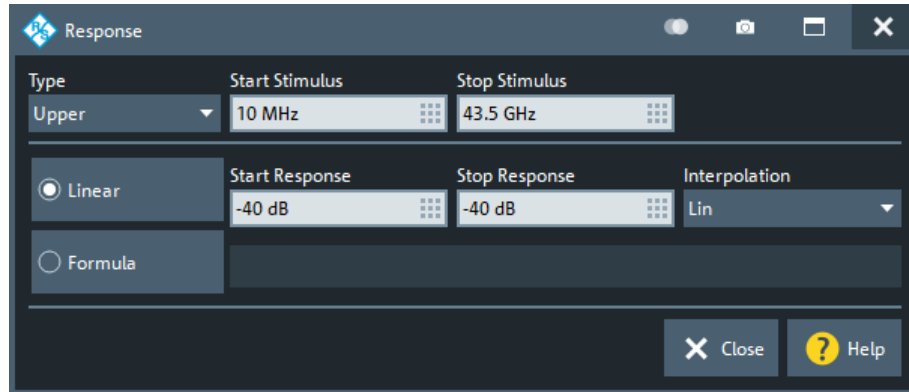 R&S
Response
Type
Start Stimulus
Stop Stimulus
Upper
10 MHz
43.5 GHz
Linear
Start Response
Stop Response
Interpolation
-40 dB
-40 dB
Lin
Formula
Close
? Help